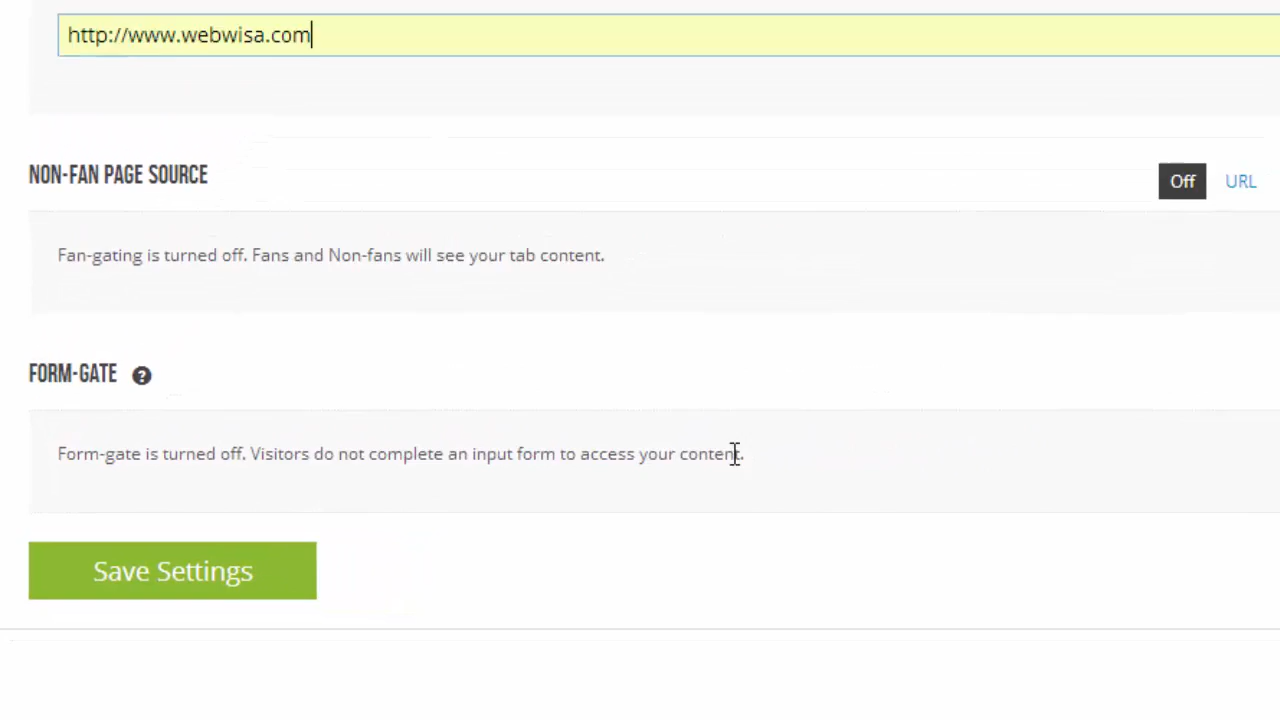 http://www.webwisa.com
NON-FAN PAGE SOURCE
Off URL
Fan-gating is turned off. Fans and Non-fans will see your tab content.
FORM-GATE ?
Form-gate is turned off. Visitors do not complete an input form to access your content.
Save Settings